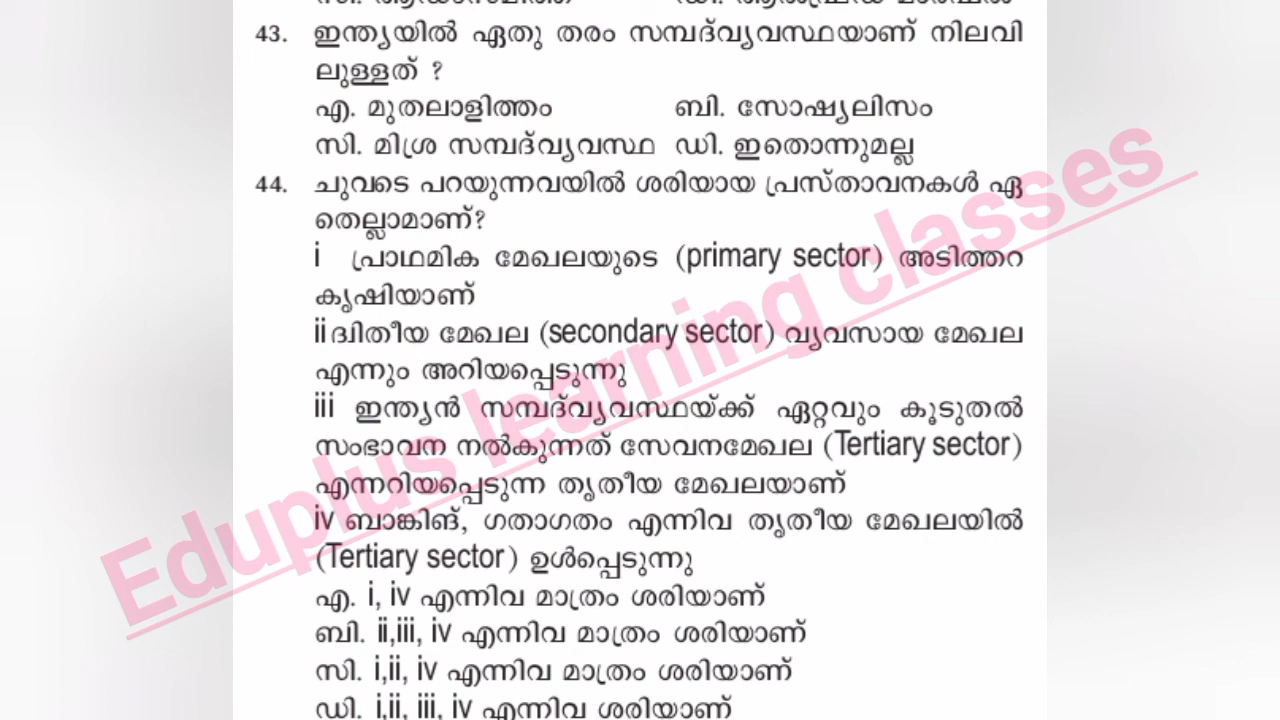 43. ഇന്ത്യയിൽ ഏതു തരം സമ്പദ്‌വ്യവസ്ഥയാണ് നിലവി
ലുള്ളത് ?
എ. മുതലാളിത്തം ബി. സോഷ്യലിസം
സി. മിശ്ര സമ്പദ്‌വ്യവസ്ഥ ഡി. ഇതൊന്നുമല്ല
44. ചുവടെ പറയുന്നവയിൽ ശരിയായ പ്രസ്താവനകൾ ഏ
തെല്ലാമാണ്?
i പ്രാഥമിക മേഖലയുടെ (primary sector) അടിത്തറ
കൃഷിയാണ്
ii ദ്വിതീയ മേഖല (secondary sector) വ്യവസായ മേഖല
എന്നും അറിയപ്പെടുന്നു
iii ഇന്ത്യൻ സമ്പദ്‌വ്യവസ്ഥയ്ക്ക് ഏറ്റവും കൂടുതൽ
സംഭാവന നൽകുന്നത് സേവനമേഖല (Tertiary sector)
എന്നറിയപ്പെടുന്ന തൃതീയ മേഖലയാണ്
iv ബാങ്കിങ്, ഗതാഗതം എന്നിവ തൃതീയ മേഖലയിൽ
(Tertiary sector) ഉൾപ്പെടുന്നു
എ. i, iv എന്നിവ മാത്രം ശരിയാണ്
ബി. ii,iii, iv എന്നിവ മാത്രം ശരിയാണ്
സി. i,ii, iv എന്നിവ മാത്രം ശരിയാണ്
ഡി. i,ii, iii, iv എന്നിവ ശരിയാണ്
Eduplus learning classes